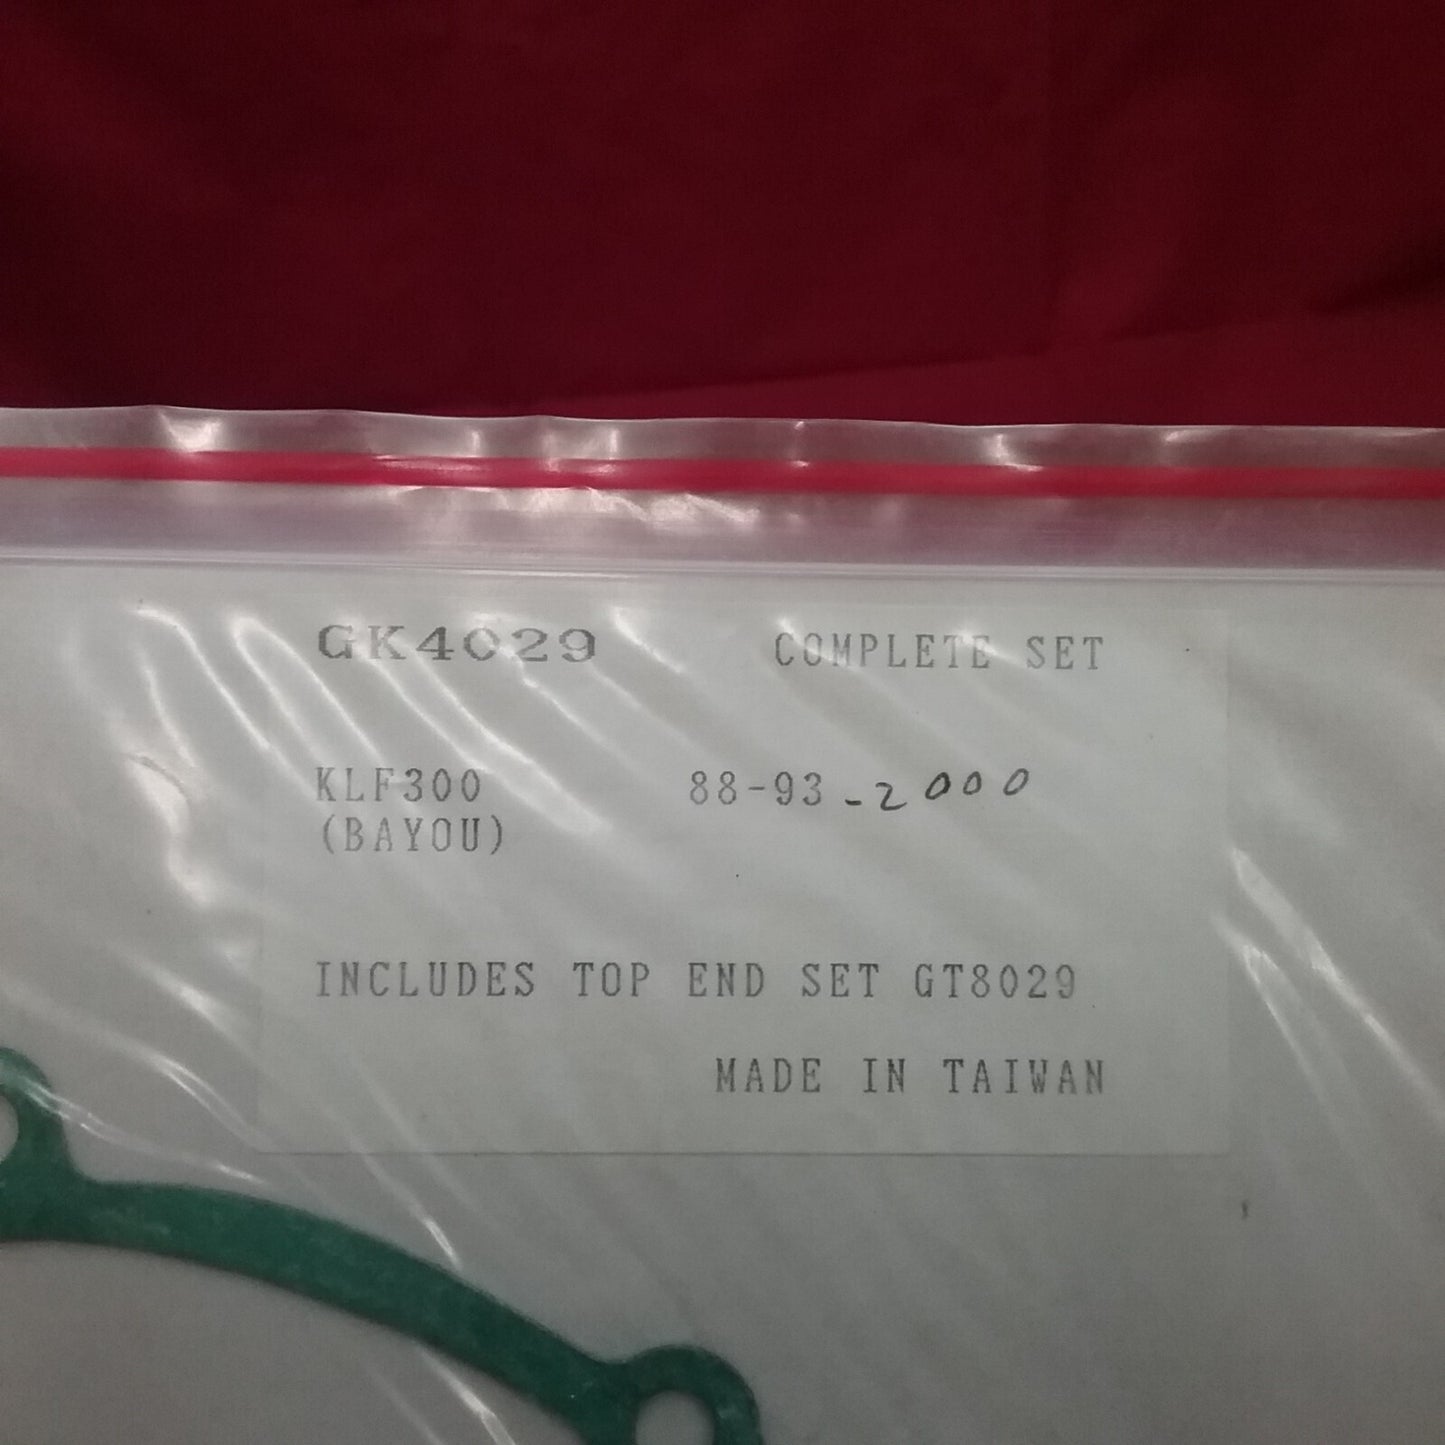 GK4029 COMPLETE SET
KLF300 88-93 -2000
(BAYOU)
INCLUDES TOP END SET GT8029
MADE IN TAIWAN